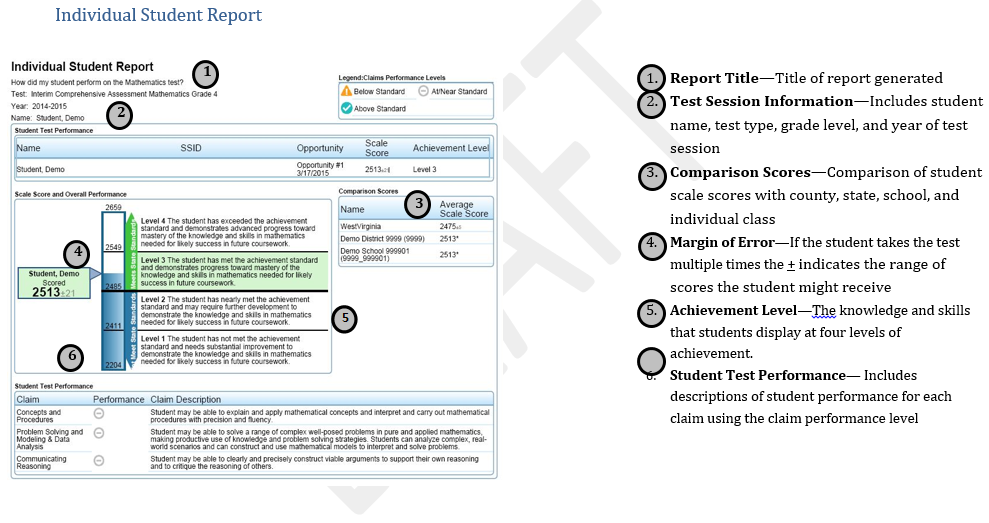 Individual Student Report
Individual Student Report
How did my student perform on the Mathematics test?
Test: Interim Comprehensive Assessment Mathematics Grade 4
Year: 2014-2015
Name: Student, Demo
1
2
Legend:Claims Performance Levels
Below Standard At/Near Standard
Above Standard
Student Test Performance
Name SSID Opportunity Scale Score Achievement Level
Student, Demo Opportunity #1 3/17/2015 2513±21 Level 3
Scale Score and Overall Performance
2659
2549
2485
2411
2204
4
Student, Demo
Scored
2513±21
Level 4 The student has exceeded the achievement
standard and demonstrates advanced progress toward
mastery of the knowledge and skills in mathematics
needed for likely success in future coursework.
Level 3 The student has met the achievement standard
and demonstrates progress toward mastery of the
knowledge and skills in mathematics needed for likely
success in future coursework.
Level 2 The student has nearly met the achievement
standard and may require further development to
demonstrate the knowledge and skills in mathematics
needed for likely success in future coursework.
Level 1 The student has not met the achievement
standard and needs substantial improvement to
demonstrate the knowledge and skills in mathematics
needed for likely success in future coursework.
5
6
Comparison Scores
3
Name Average
Scale Score
WestVirginia 2475
Demo District 9999 (9999) 2513*
Demo School 999901
(9999_999901) 2513*
Student Test Performance
Claim Performance Claim Description
Concepts and
Procedures
Student may be able to explain and apply mathematical concepts and interpret and carry out mathematical
procedures with precision and fluency.
Problem Solving and
Modeling & Data
Analysis
Student may be able to solve a range of complex well-posed problems in pure and applied mathematics,
making productive use of knowledge and problem solving strategies. Students can analyze complex, real-
world scenarios and can construct and use mathematical models to interpret and solve problems.
Communicating
Reasoning
Student may be able to clearly and precisely construct viable arguments to support their own reasoning
and to critique the reasoning of others.
1. Report Title—Title of report generated
2. Test Session Information—Includes student
name, test type, grade level, and year of test
session
3. Comparison Scores—Comparison of student
scale scores with county, state, school, and
individual class
4. Margin of Error—If the student takes the test
multiple times the ± indicates the range of
scores the student might receive
5. Achievement Level—The knowledge and skills
that students display at four levels of
achievement.
6. Student Test Performance— Includes
descriptions of student performance for each
claim using the claim performance level